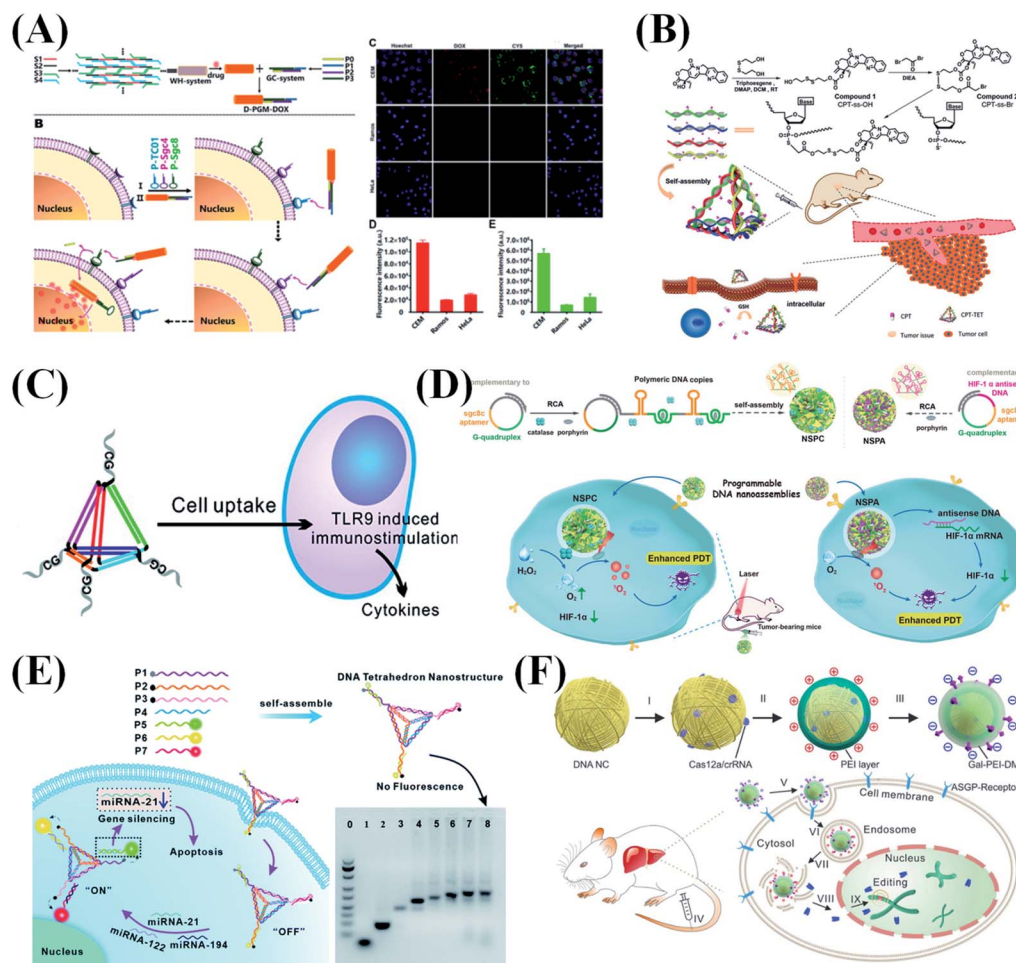 (A)
S1
S2
S3
S4
WH-system
drug
GC-system
P0
P1
P2
P3
D-PGM-DOX
B
P-TC01
P-Sgc4
P-Sgc8
I
II
Nucleus
Nucleus
Nucleus
C
Hoechst DOX CY5 Merged
CEM
Ramos
HeLa
D
Fluorescence intensity (a.u.)
CEM Ramos HeLa
E
Fluorescence intensity (a.u.)
CEM Ramos HeLa
(B)
Triphosgene,
DMAP, DCM , RT
Compound 1
CPT-ss-OH
DIEA
Compound 2
CPT-ss-Br
Base
Base
Self-assembly
GSH
intracellular
CPT
CPT-TET
Tumor issue
Tumor cell
(C)
CG
CG
CG
CG
Cell uptake
TLR9 induced
immunostimulation
Cytokines
(D)
complementary to
sgc8c
aptamer
G-quadruplex
RCA
catalase porphyrin
Polymeric DNA copies
self-assembly
NSPC
NSPA
RCA
porphyrin
HIF-1 α antisense
DNA
G-quadruplex
NSPC
Programmable
DNA nanoassemblies
NSPA
antisense DNA
HIF-1α mRNA
H2O2
O2
¹O2
HIF-1α
Enhanced PDT
Laser
Tumor-bearing mice
O2
¹O2
HIF-1α
Enhanced PDT
(E)
P1
P2
P3
P4
P5
P6
P7
self-assemble
DNA Tetrahedron Nanostructure
No Fluorescence
miRNA-21
Gene silencing
Apoptosis
"ON"
"OFF"
miRNA-21
miRNA-122
miRNA-194
Nucleus
0 1 2 3 4 5 6 7 8
(F)
I
II
III
DNA NC
Cas12a/crRNA
PEI layer
Gal-PEI-DM
V
Cell membrane
ASGP-Receptor
VI
Endosome
Cytosol
VII
Nucleus
Editing
VIII
IX
IV